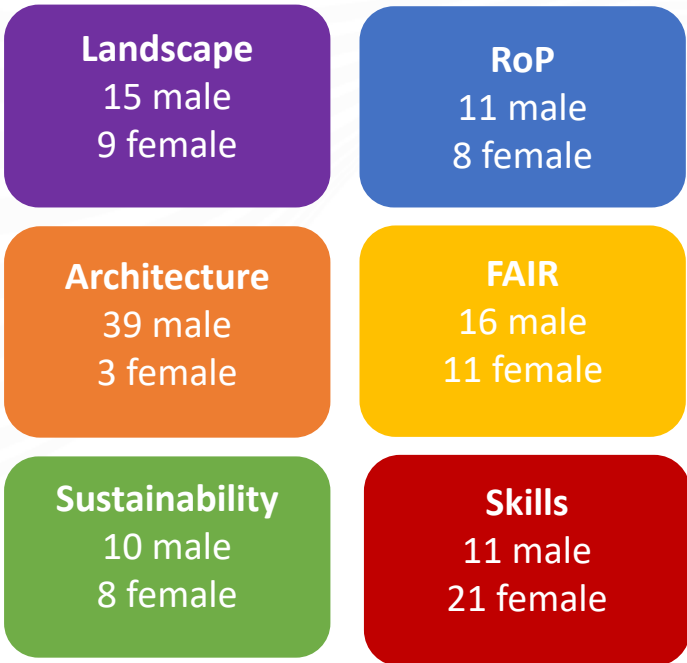 Landscape
15 male
9 female
RoP
11 male
8 female
Architecture
39 male
3 female
FAIR
16 male
11 female
Sustainability
10 male
8 female
Skills
11 male
21 female